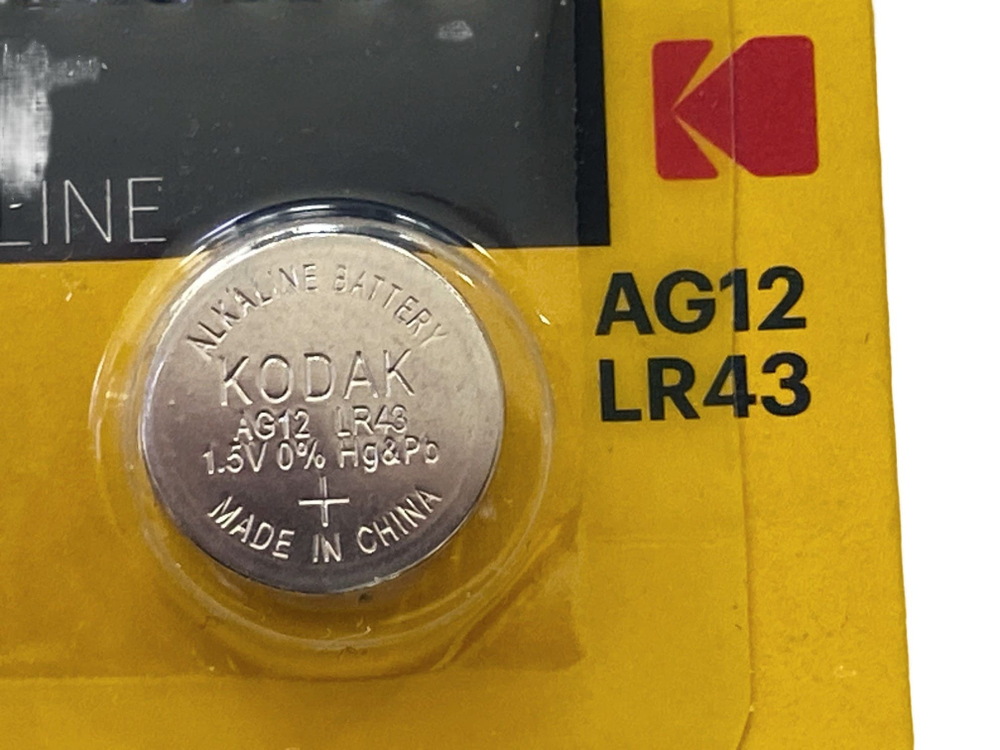 LINE
AG12
LR43
ALKALINE BATTERY
KODAK
AG12 LR43
1.5V 0% Hg&Pb
+
MADE IN CHINA